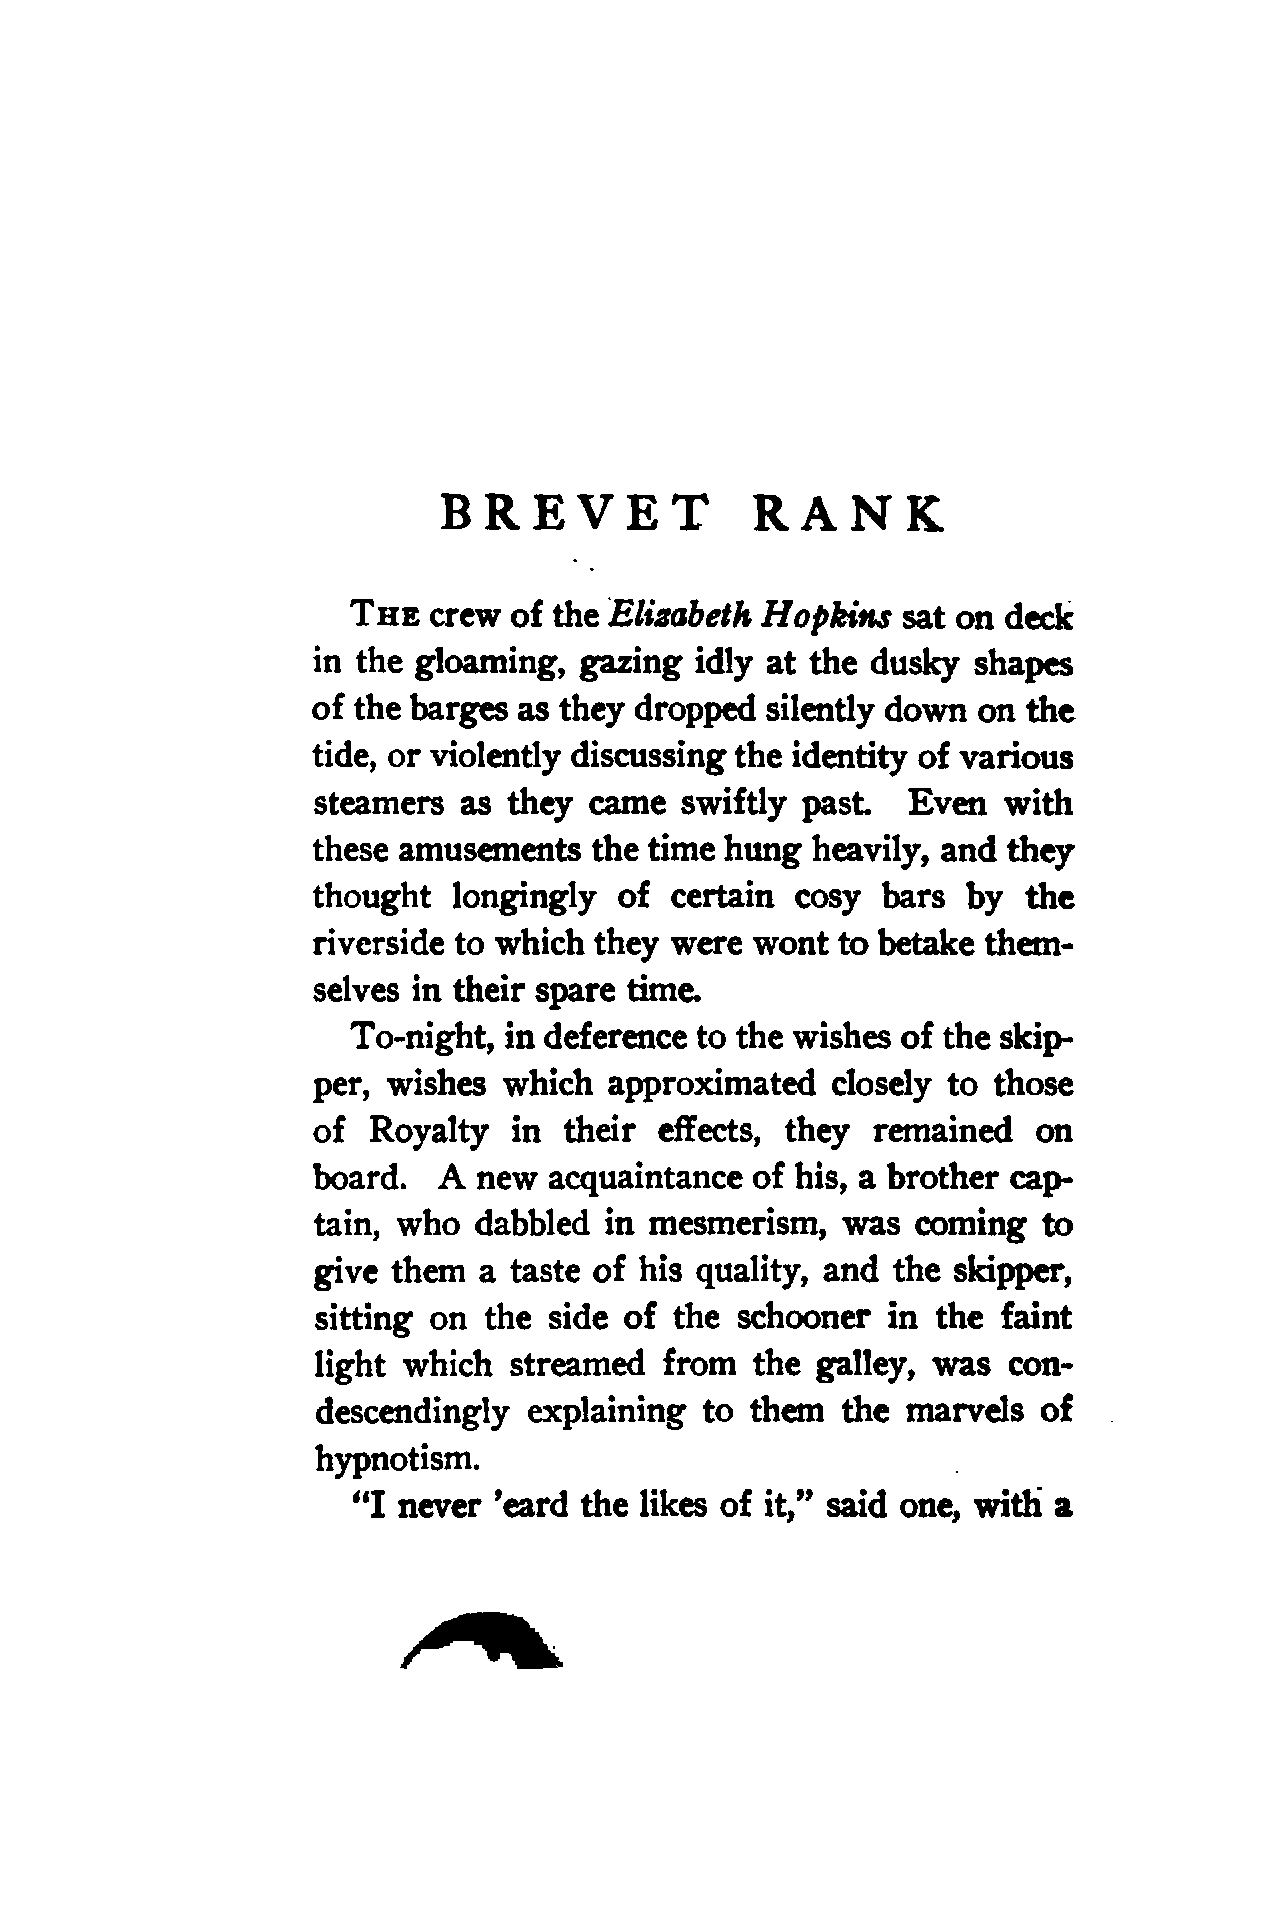 BREVET RANK
THE crew of the Elizabeth Hopkins sat on deck
in the gloaming, gazing idly at the dusky shapes
of the barges as they dropped silently down on the
tide, or violently discussing the identity of various
steamers as they came swiftly past. Even with
these amusements the time hung heavily, and they
thought longingly of certain cosy bars by the
riverside to which they were wont to betake them-
selves in their spare time.
To-night, in deference to the wishes of the skip-
per, wishes which approximated closely to those
of Royalty in their effects, they remained on
board. A new acquaintance of his, a brother cap-
tain, who dabbled in mesmerism, was coming to
give them a taste of his quality, and the skipper,
sitting on the side of the schooner in the faint
light which streamed from the galley, was con-
descendingly explaining to them the marvels of
hypnotism.
“I never ’eard the likes of it,” said one, with a